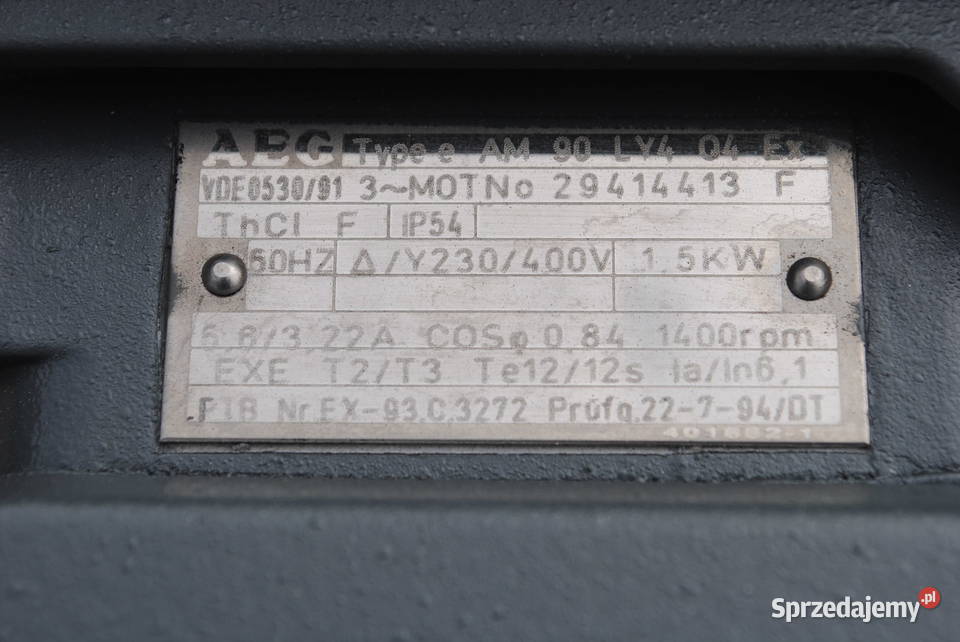 AEG Type e AM 90 LY4 Q4 Ex
VDE0530/91 3~MOTNo 29414413 F
ThCl F IP54
Δ/Y230/400V 1,5KW
5,6/3,22A COSφ 0,84 1400rpm
EXE T2/T3 Te12/12s Ia/In6,1
PTB Nr.EX-93.C.3272 Prüfg.22-7-94/DT
Sprzedajemy.pl